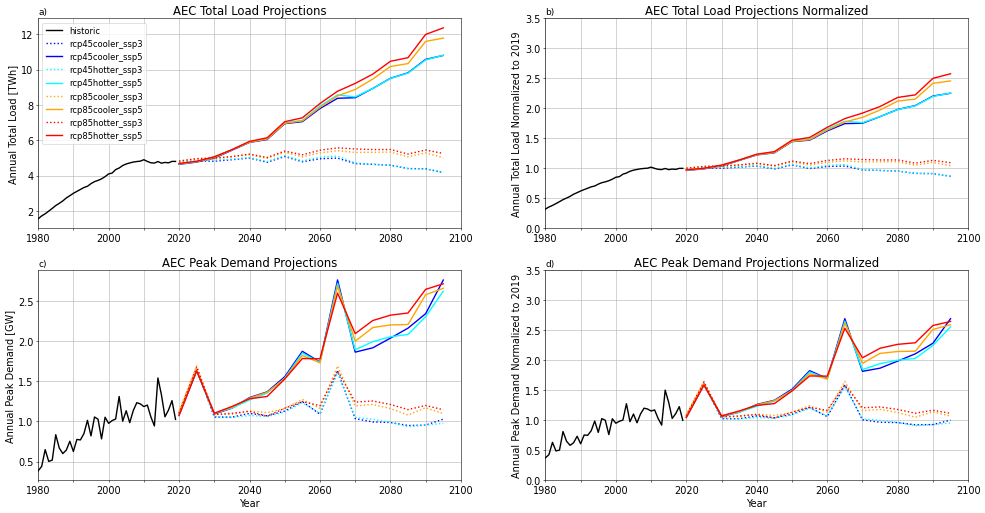 a)
AEC Total Load Projections
Annual Total Load [TWh]
12
10
8
6
4
2
historic
rcp45cooler_ssp3
rcp45cooler_ssp5
rcp45hotter_ssp3
rcp45hotter_ssp5
rcp85cooler_ssp3
rcp85cooler_ssp5
rcp85hotter_ssp3
rcp85hotter_ssp5
1980 2000 2020 2040 2060 2080 2100
b)
AEC Total Load Projections Normalized
Annual Total Load Normalized to 2019
3.5
3.0
2.5
2.0
1.5
1.0
0.5
0.0
1980 2000 2020 2040 2060 2080 2100
c)
AEC Peak Demand Projections
Annual Peak Demand [GW]
2.5
2.0
1.5
1.0
0.5
1980 2000 2020 2040 2060 2080 2100
Year
d)
AEC Peak Demand Projections Normalized
Annual Peak Demand Normalized to 2019
3.5
3.0
2.5
2.0
1.5
1.0
0.5
0.0
1980 2000 2020 2040 2060 2080 2100
Year